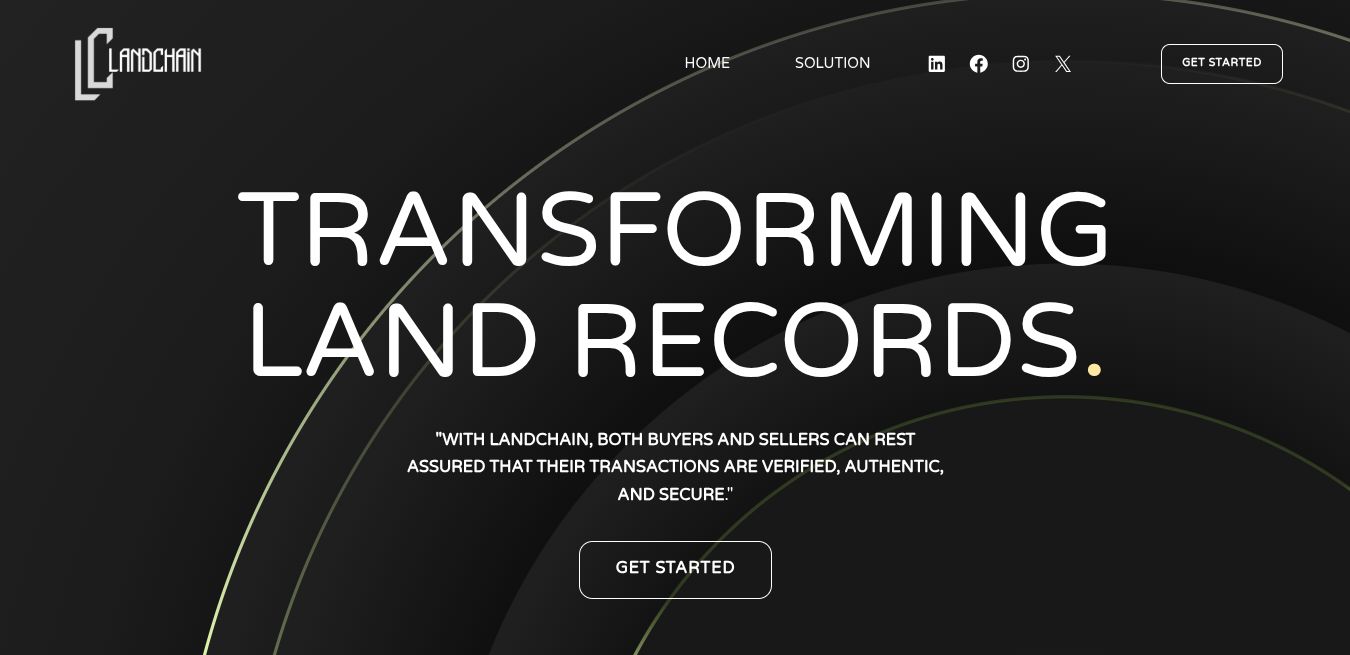 LANDCHAIN
HOME
SOLUTION
GET STARTED
TRANSFORMING
LAND RECORDS.
"WITH LANDCHAIN, BOTH BUYERS AND SELLERS CAN REST
ASSURED THAT THEIR TRANSACTIONS ARE VERIFIED, AUTHENTIC,
AND SECURE."
GET STARTED